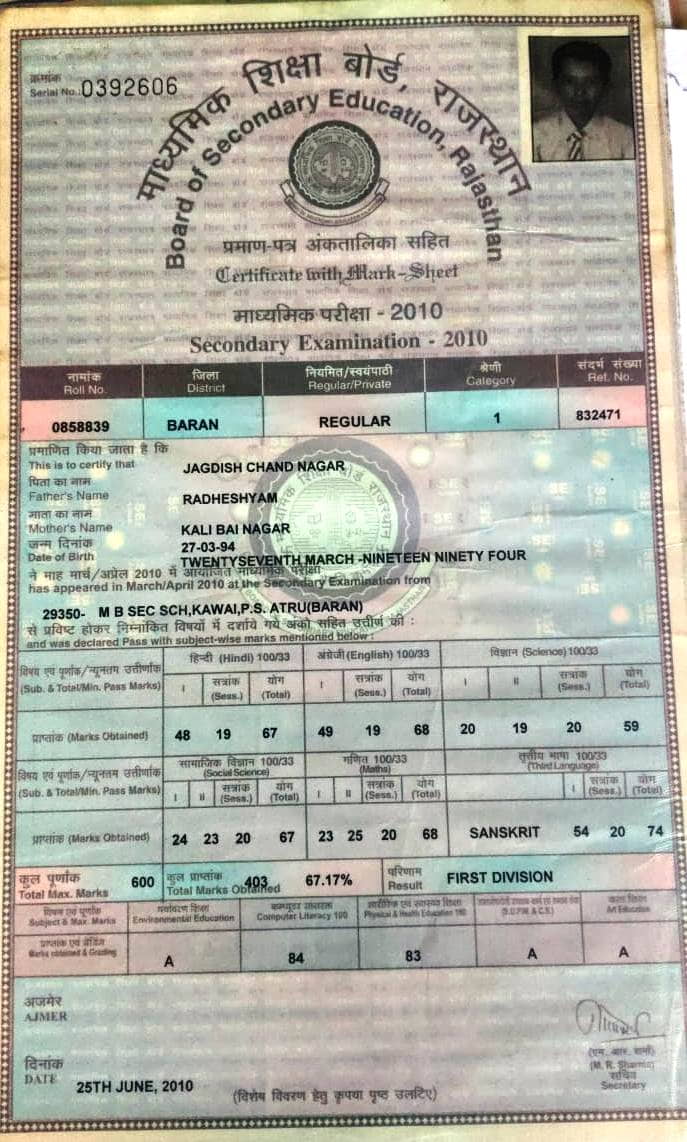 क्रमांक
Serial No. 0392606
माध्यमिक शिक्षा बोर्ड, राजस्थान
Board of Secondary Education, Rajasthan
प्रमाण-पत्र अंकतालिका सहित
Certificate with Mark-Sheet
माध्यमिक परीक्षा - 2010
Secondary Examination - 2010
नामांक जिला नियमित/स्वयंपाठी श्रेणी संदर्भ संख्या
Roll No. District Regular/Private Category Ref. No.
0858839 BARAN REGULAR 1 832471
प्रमाणित किया जाता है कि
This is to certify that JAGDISH CHAND NAGAR
पिता का नाम
Father's Name RADHESHYAM
माता का नाम
Mother's Name KALI BAI NAGAR
जन्म दिनांक 27-03-94
Date of Birth TWENTYSEVENTH MARCH -NINETEEN NINETY FOUR
ने माह मार्च/अप्रेल 2010 में आयोजित माध्यमिक परीक्षा
has appeared in March/April 2010 at the Secondary Examination from
29350- M B SEC SCH,KAWAI,P.S. ATRU(BARAN)
से प्रविष्ट होकर निम्नांकित विषयों में दर्शाये गये अंको सहित उत्तीर्ण की :
and was declared Pass with subject-wise marks mentioned below :
विषय एवं पूर्णांक/न्यूनतम उत्तीर्णांक हिन्दी (Hindi) 100/33 अंग्रेजी (English) 100/33 विज्ञान (Science) 100/33
(Sub. & Total/Min. Pass Marks) I सत्रांक (Sess.) योग (Total) I सत्रांक (Sess.) योग (Total) I II सत्रांक (Sess.) योग (Total)
प्राप्तांक (Marks Obtained) 48 19 67 49 19 68 20 19 20 59
विषय एवं पूर्णांक/न्यूनतम उत्तीर्णांक सामाजिक विज्ञान 100/33 (Social Science) गणित 100/33 (Maths) तृतीय भाषा 100/33 (Third Language)
(Sub. & Total/Min. Pass Marks) I II सत्रांक (Sess.) योग (Total) I II सत्रांक (Sess.) योग (Total) I सत्रांक (Sess.) योग (Total)
प्राप्तांक (Marks Obtained) 24 23 20 67 23 25 20 68 SANSKRIT 54 20 74
कुल पूर्णांक 600 कुल प्राप्तांक 403 67.17% परिणाम FIRST DIVISION
Total Max. Marks Total Marks Obtained Result
विषय एवं पूर्णांक पर्यावरण शिक्षा कम्प्यूटर साक्षरता शारीरिक एवं स्वास्थ्य शिक्षा कला शिक्षा
Subject & Max. Marks Environmental Education Computer Literacy 100 Physical & Health Education 100 (S.U.P.W. & C.S.) Art Education
प्राप्तांक एवं ग्रेडिंग
Marks obtained & Grading A 84 83 A A
अजमेर
AJMER
दिनांक
DATE 25TH JUNE, 2010
(एम. आर. शर्मा)
(M. R. Sharma)
सचिव
Secretary
(विशेष विवरण हेतु कृपया पृष्ठ उलटिए)